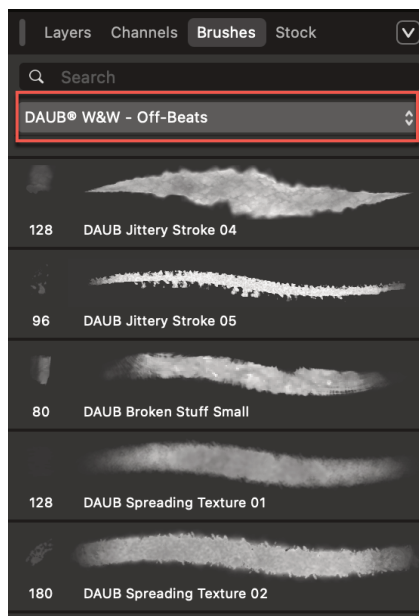 Layers Channels Brushes Stock
Search
DAUB® W&W - Off-Beats
128 DAUB Jittery Stroke 04
96 DAUB Jittery Stroke 05
80 DAUB Broken Stuff Small
128 DAUB Spreading Texture 01
180 DAUB Spreading Texture 02